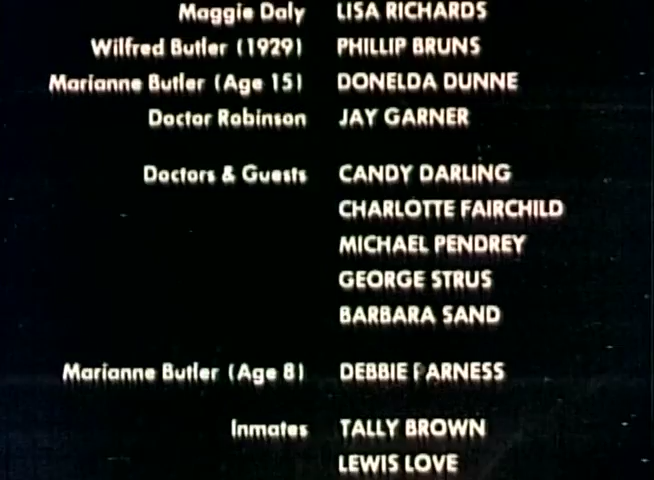 Maggie Daly LISA RICHARDS
Wilfred Butler (1929) PHILLIP BRUNS
Marianne Butler (Age 15) DONELDA DUNNE
Doctor Robinson JAY GARNER
Doctors & Guests CANDY DARLING
CHARLOTTE FAIRCHILD
MICHAEL PENDREY
GEORGE STRUS
BARBARA SAND
Marianne Butler (Age 8) DEBBIE PARNESS
Inmates TALLY BROWN
LEWIS LOVE